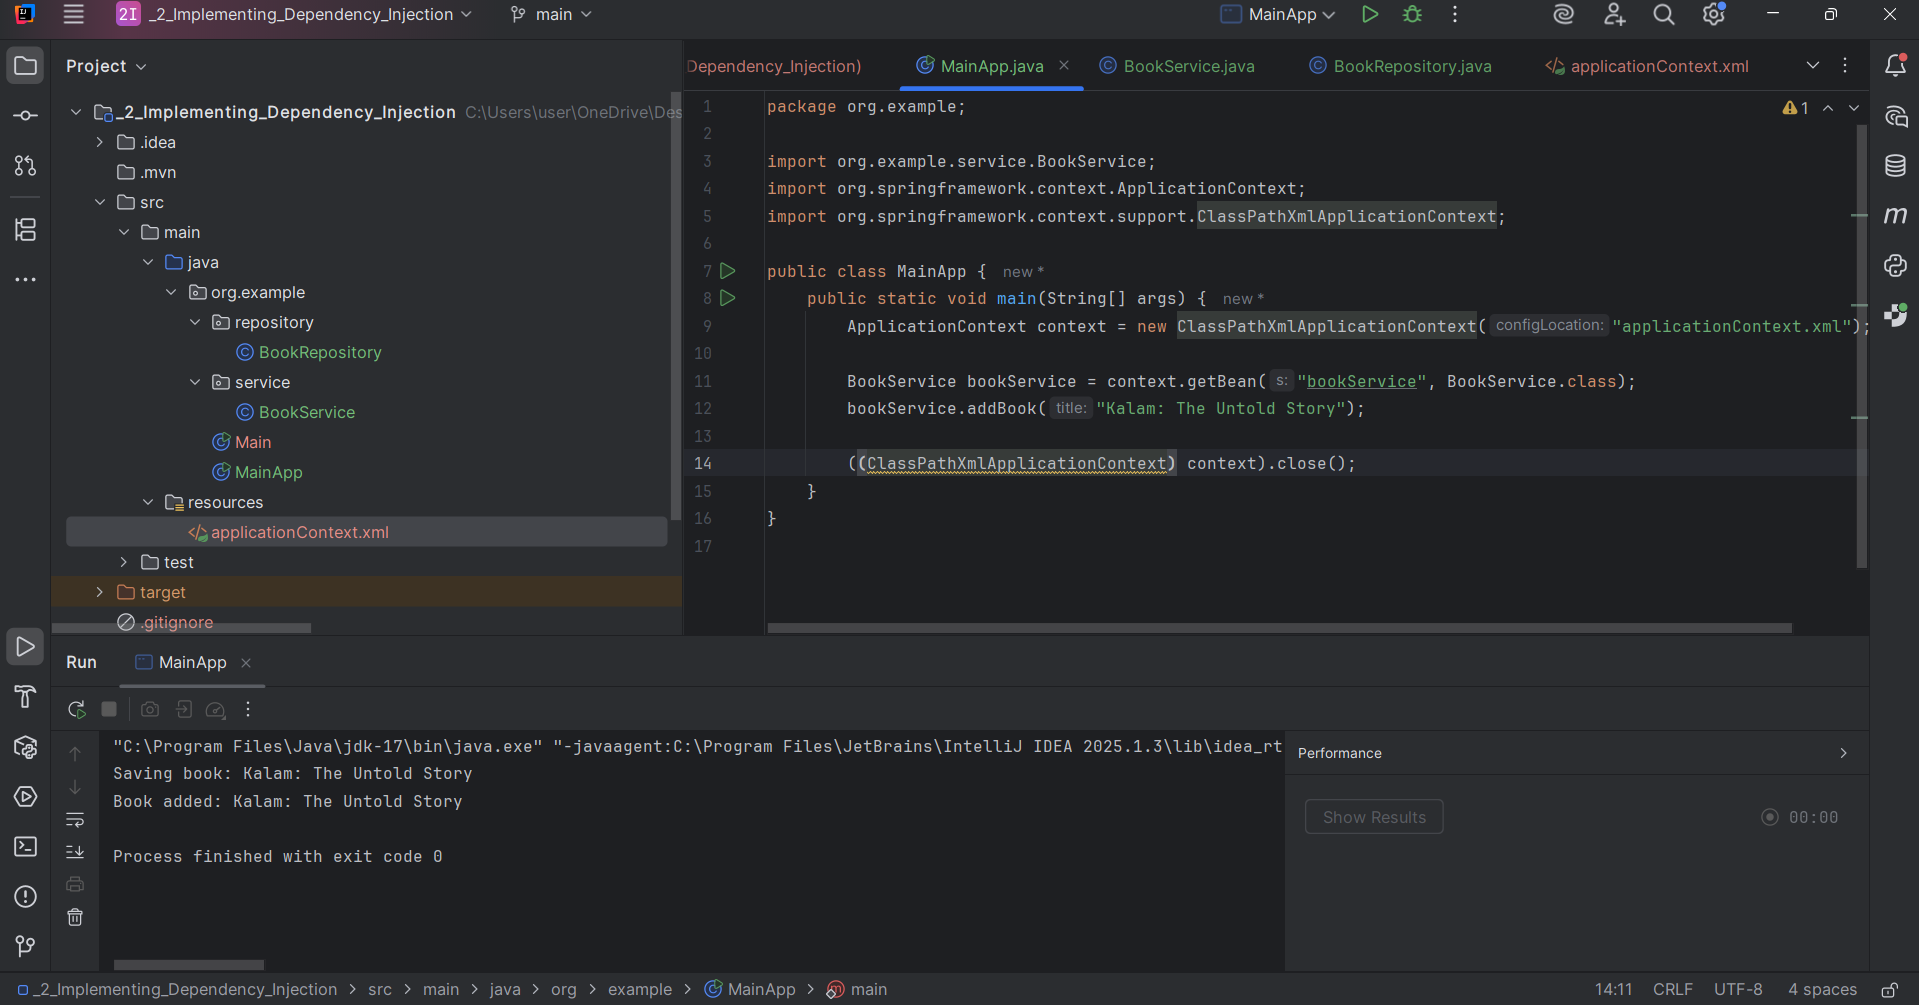 2I _2_Implementing_Dependency_Injection main MainApp
Project
_2_Implementing_Dependency_Injection C:\Users\user\OneDrive\Des
.idea
.mvn
src
main
java
org.example
repository
BookRepository
service
BookService
Main
MainApp
resources
applicationContext.xml
test
target
.gitignore
Dependency_Injection) MainApp.java BookService.java BookRepository.java applicationContext.xml
1 package org.example; 1
2
3 import org.example.service.BookService;
4 import org.springframework.context.ApplicationContext;
5 import org.springframework.context.support.ClassPathXmlApplicationContext;
6
7 public class MainApp { new *
8 public static void main(String[] args) { new *
9 ApplicationContext context = new ClassPathXmlApplicationContext( configLocation: "applicationContext.xml");
10
11 BookService bookService = context.getBean( s: "bookService", BookService.class);
12 bookService.addBook( title: "Kalam: The Untold Story");
13
14 ((ClassPathXmlApplicationContext) context).close();
15 }
16 }
17
Run MainApp
"C:\Program Files\Java\jdk-17\bin\java.exe" "-javaagent:C:\Program Files\JetBrains\IntelliJ IDEA 2025.1.3\lib\idea_rt
Saving book: Kalam: The Untold Story
Book added: Kalam: The Untold Story
Process finished with exit code 0
Performance
Show Results 00:00
_2_Implementing_Dependency_Injection > src > main > java > org > example > MainApp > main 14:11 CRLF UTF-8 4 spaces